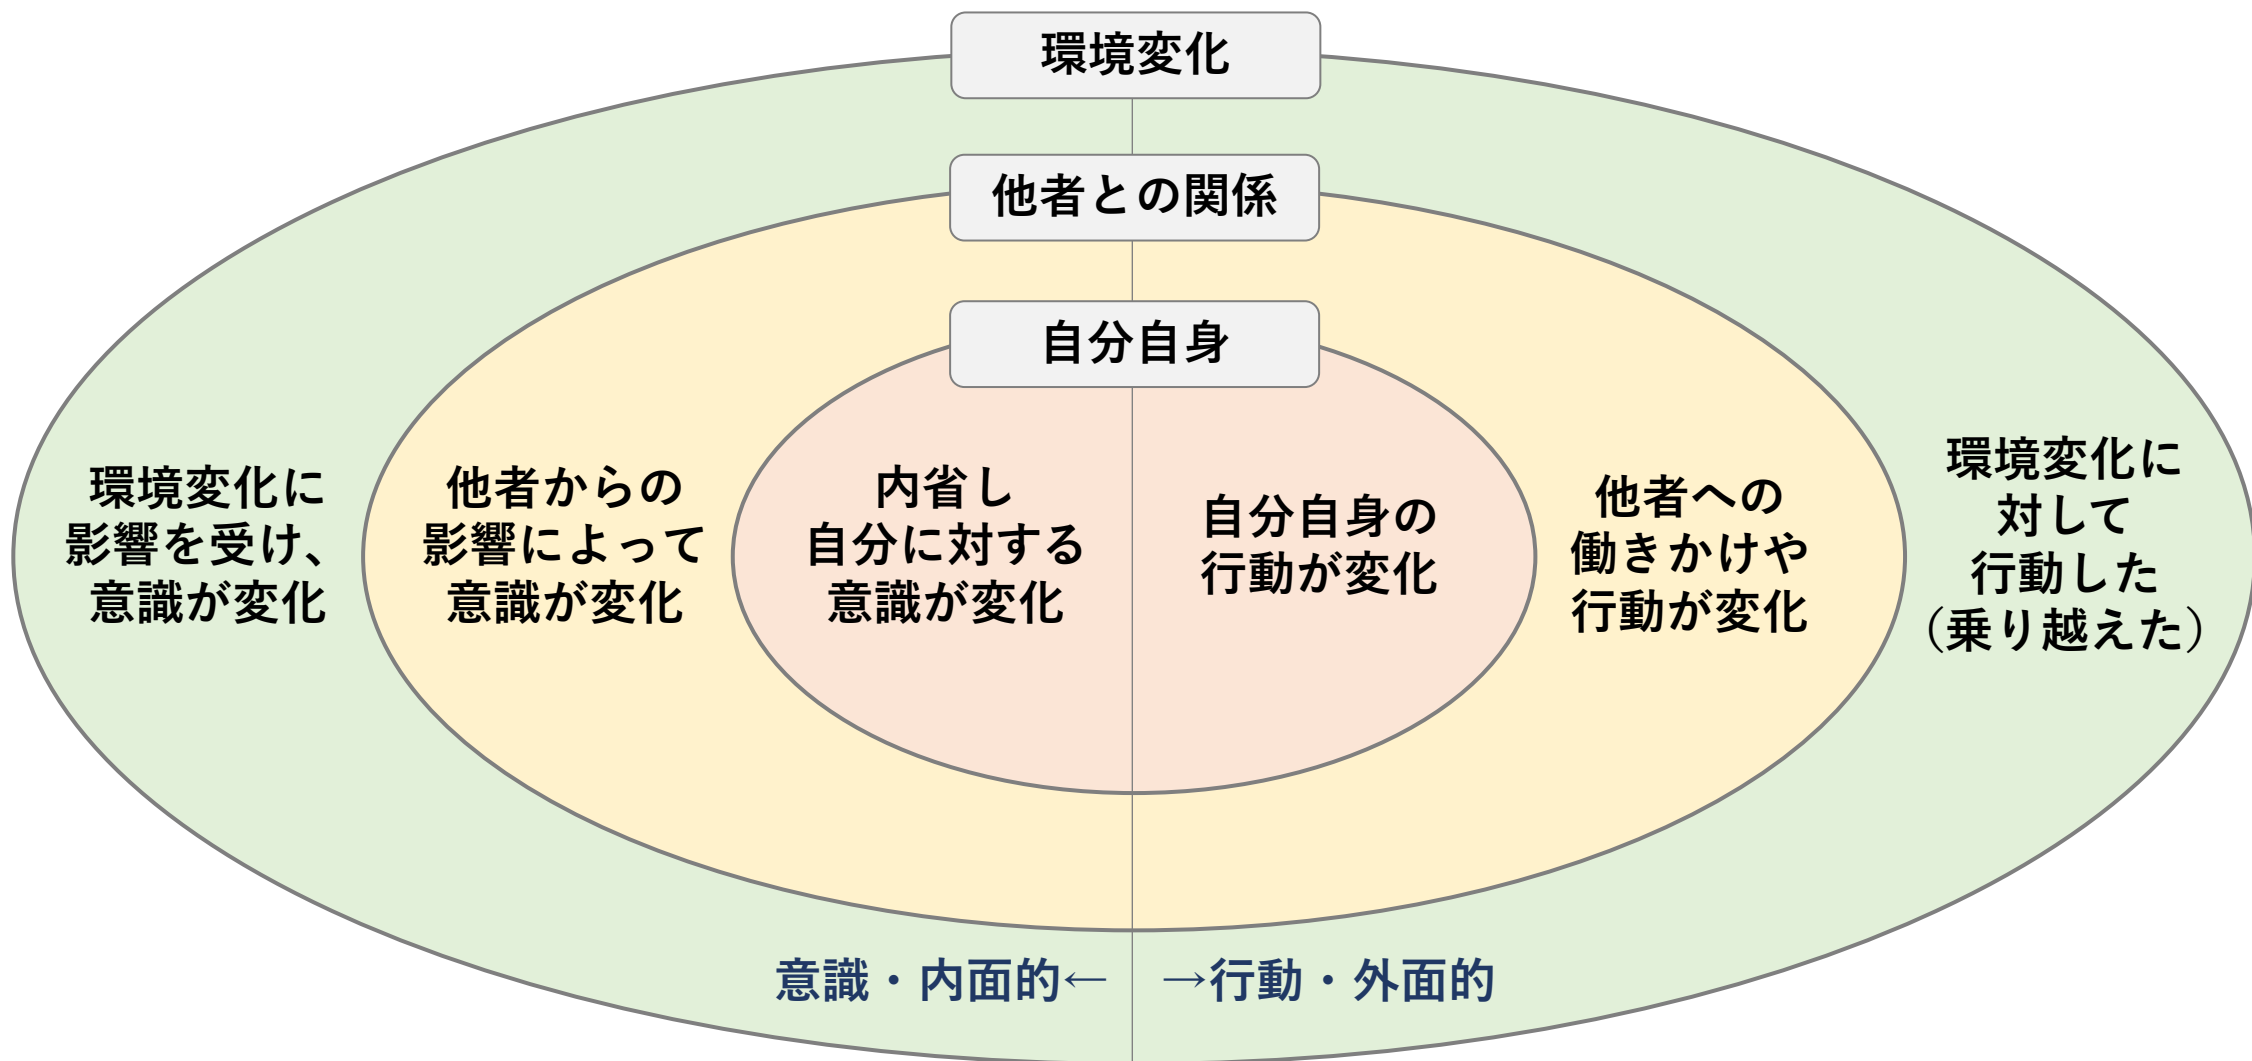 環境変化
他者との関係
自分自身
環境変化に
影響を受け、
意識が変化
他者からの
影響によって
意識が変化
内省し
自分に対する
意識が変化
自分自身の
行動が変化
他者への
働きかけや
行動が変化
環境変化に
対して
行動した
（乗り越えた）
意識・内面的←
→行動・外面的